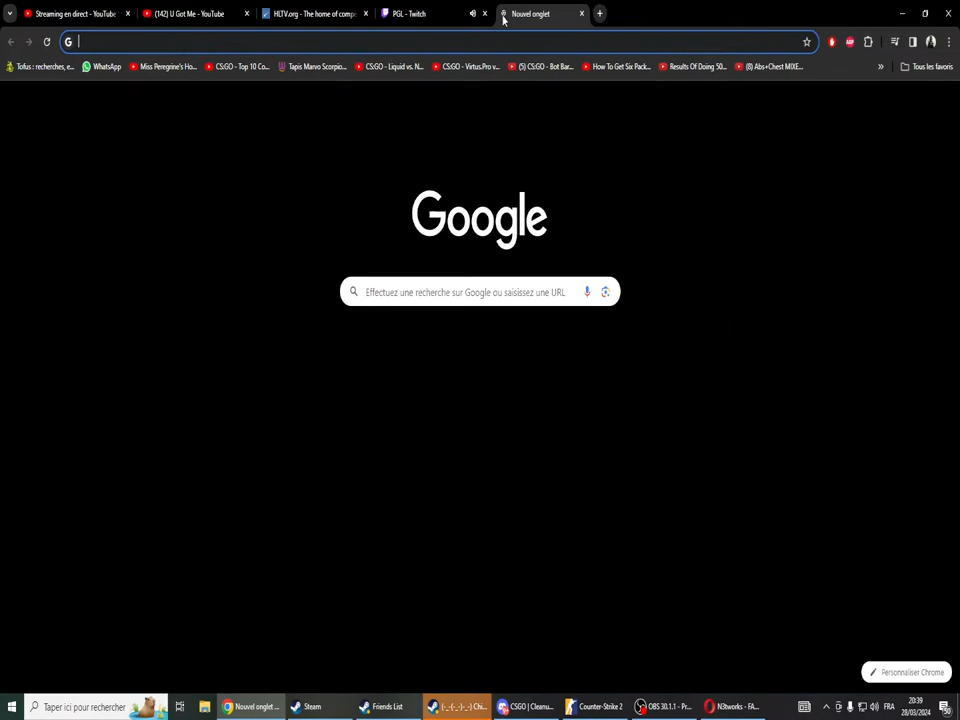 Streaming en direct - YouTube
(142) U Got Me - YouTube
HLTV.org - The home of compe
PGL - Twitch
Nouvel onglet
Tofus : recherches, e...
WhatsApp
Miss Peregrine's Ho...
CS:GO - Top 10 Co...
Tapis Marvo Scorpio...
CS:GO - Liquid vs. N...
CS:GO - Virtus.Pro v...
(5) CS:GO - Bot Bar...
How To Get Six Pack...
Results Of Doing 50...
(8) Abs+Chest MIXE...
Tous les favoris
Google
Effectuez une recherche sur Google ou saisissez une URL
Personnaliser Chrome
Taper ici pour rechercher
Nouvel onglet ...
Steam
Friends List
(-_-(-_-)-_-) Chi...
CSGO | Cleanu...
Counter-Strike 2
OBS 30.1.1 - Pr...
N3tworks - FA...
FRA
20:39
28/03/2024